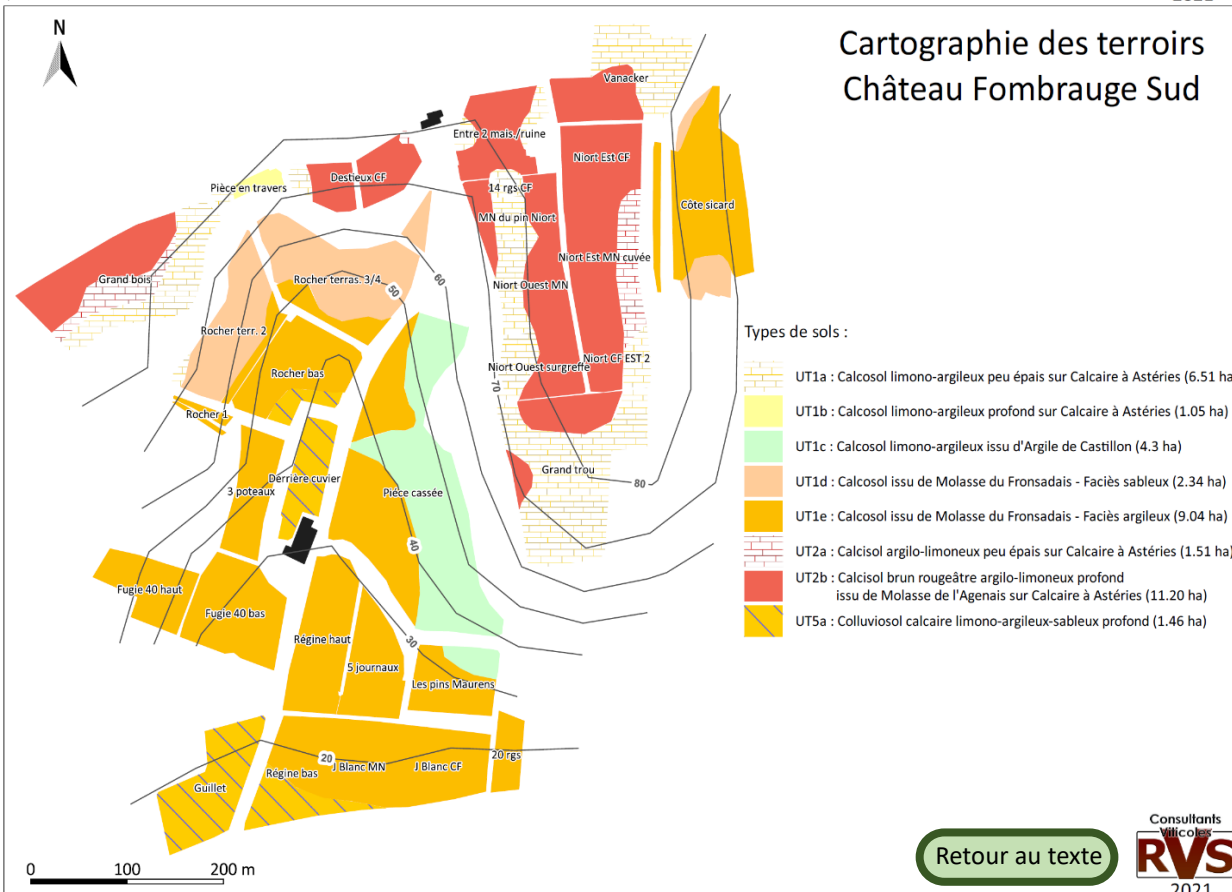 2021
N
Cartographie des terroirs
Château Fombrauge Sud
Vanacker
Entre 2 mais./ruine
Niort Est CF
Destieux CF
Pièce en travers
14 rgs CF
Côte sicard
MN du pin Niort
Niort Est MN cuvée
Grand bois
Rocher terras. 3/4
60
50
Niort Ouest MN
Rocher terr. 2
Niort CF EST 2
Niort Ouest surgreffe
Rocher bas
70
Rocher 1
Grand trou
Derrière cuvier
80
3 poteaux
Piéce cassée
40
Fugie 40 haut
Fugie 40 bas
Régine haut
30
5 journaux
Les pins Maurens
20
20 rgs
J Blanc MN
J Blanc CF
Régine bas
Guillet
Types de sols :
UT1a : Calcosol limono-argileux peu épais sur Calcaire à Astéries (6.51 ha
UT1b : Calcosol limono-argileux profond sur Calcaire à Astéries (1.05 ha)
UT1c : Calcosol limono-argileux issu d'Argile de Castillon (4.3 ha)
UT1d : Calcosol issu de Molasse du Fronsadais - Faciès sableux (2.34 ha)
UT1e : Calcosol issu de Molasse du Fronsadais - Faciès argileux (9.04 ha)
UT2a : Calcisol argilo-limoneux peu épais sur Calcaire à Astéries (1.51 ha)
UT2b : Calcisol brun rougeâtre argilo-limoneux profond
issu de Molasse de l'Agenais sur Calcaire à Astéries (11.20 ha)
UT5a : Colluviosol calcaire limono-argileux-sableux profond (1.46 ha)
0 100 200 m
Retour au texte
Consultants
Viticoles
RVS
2021